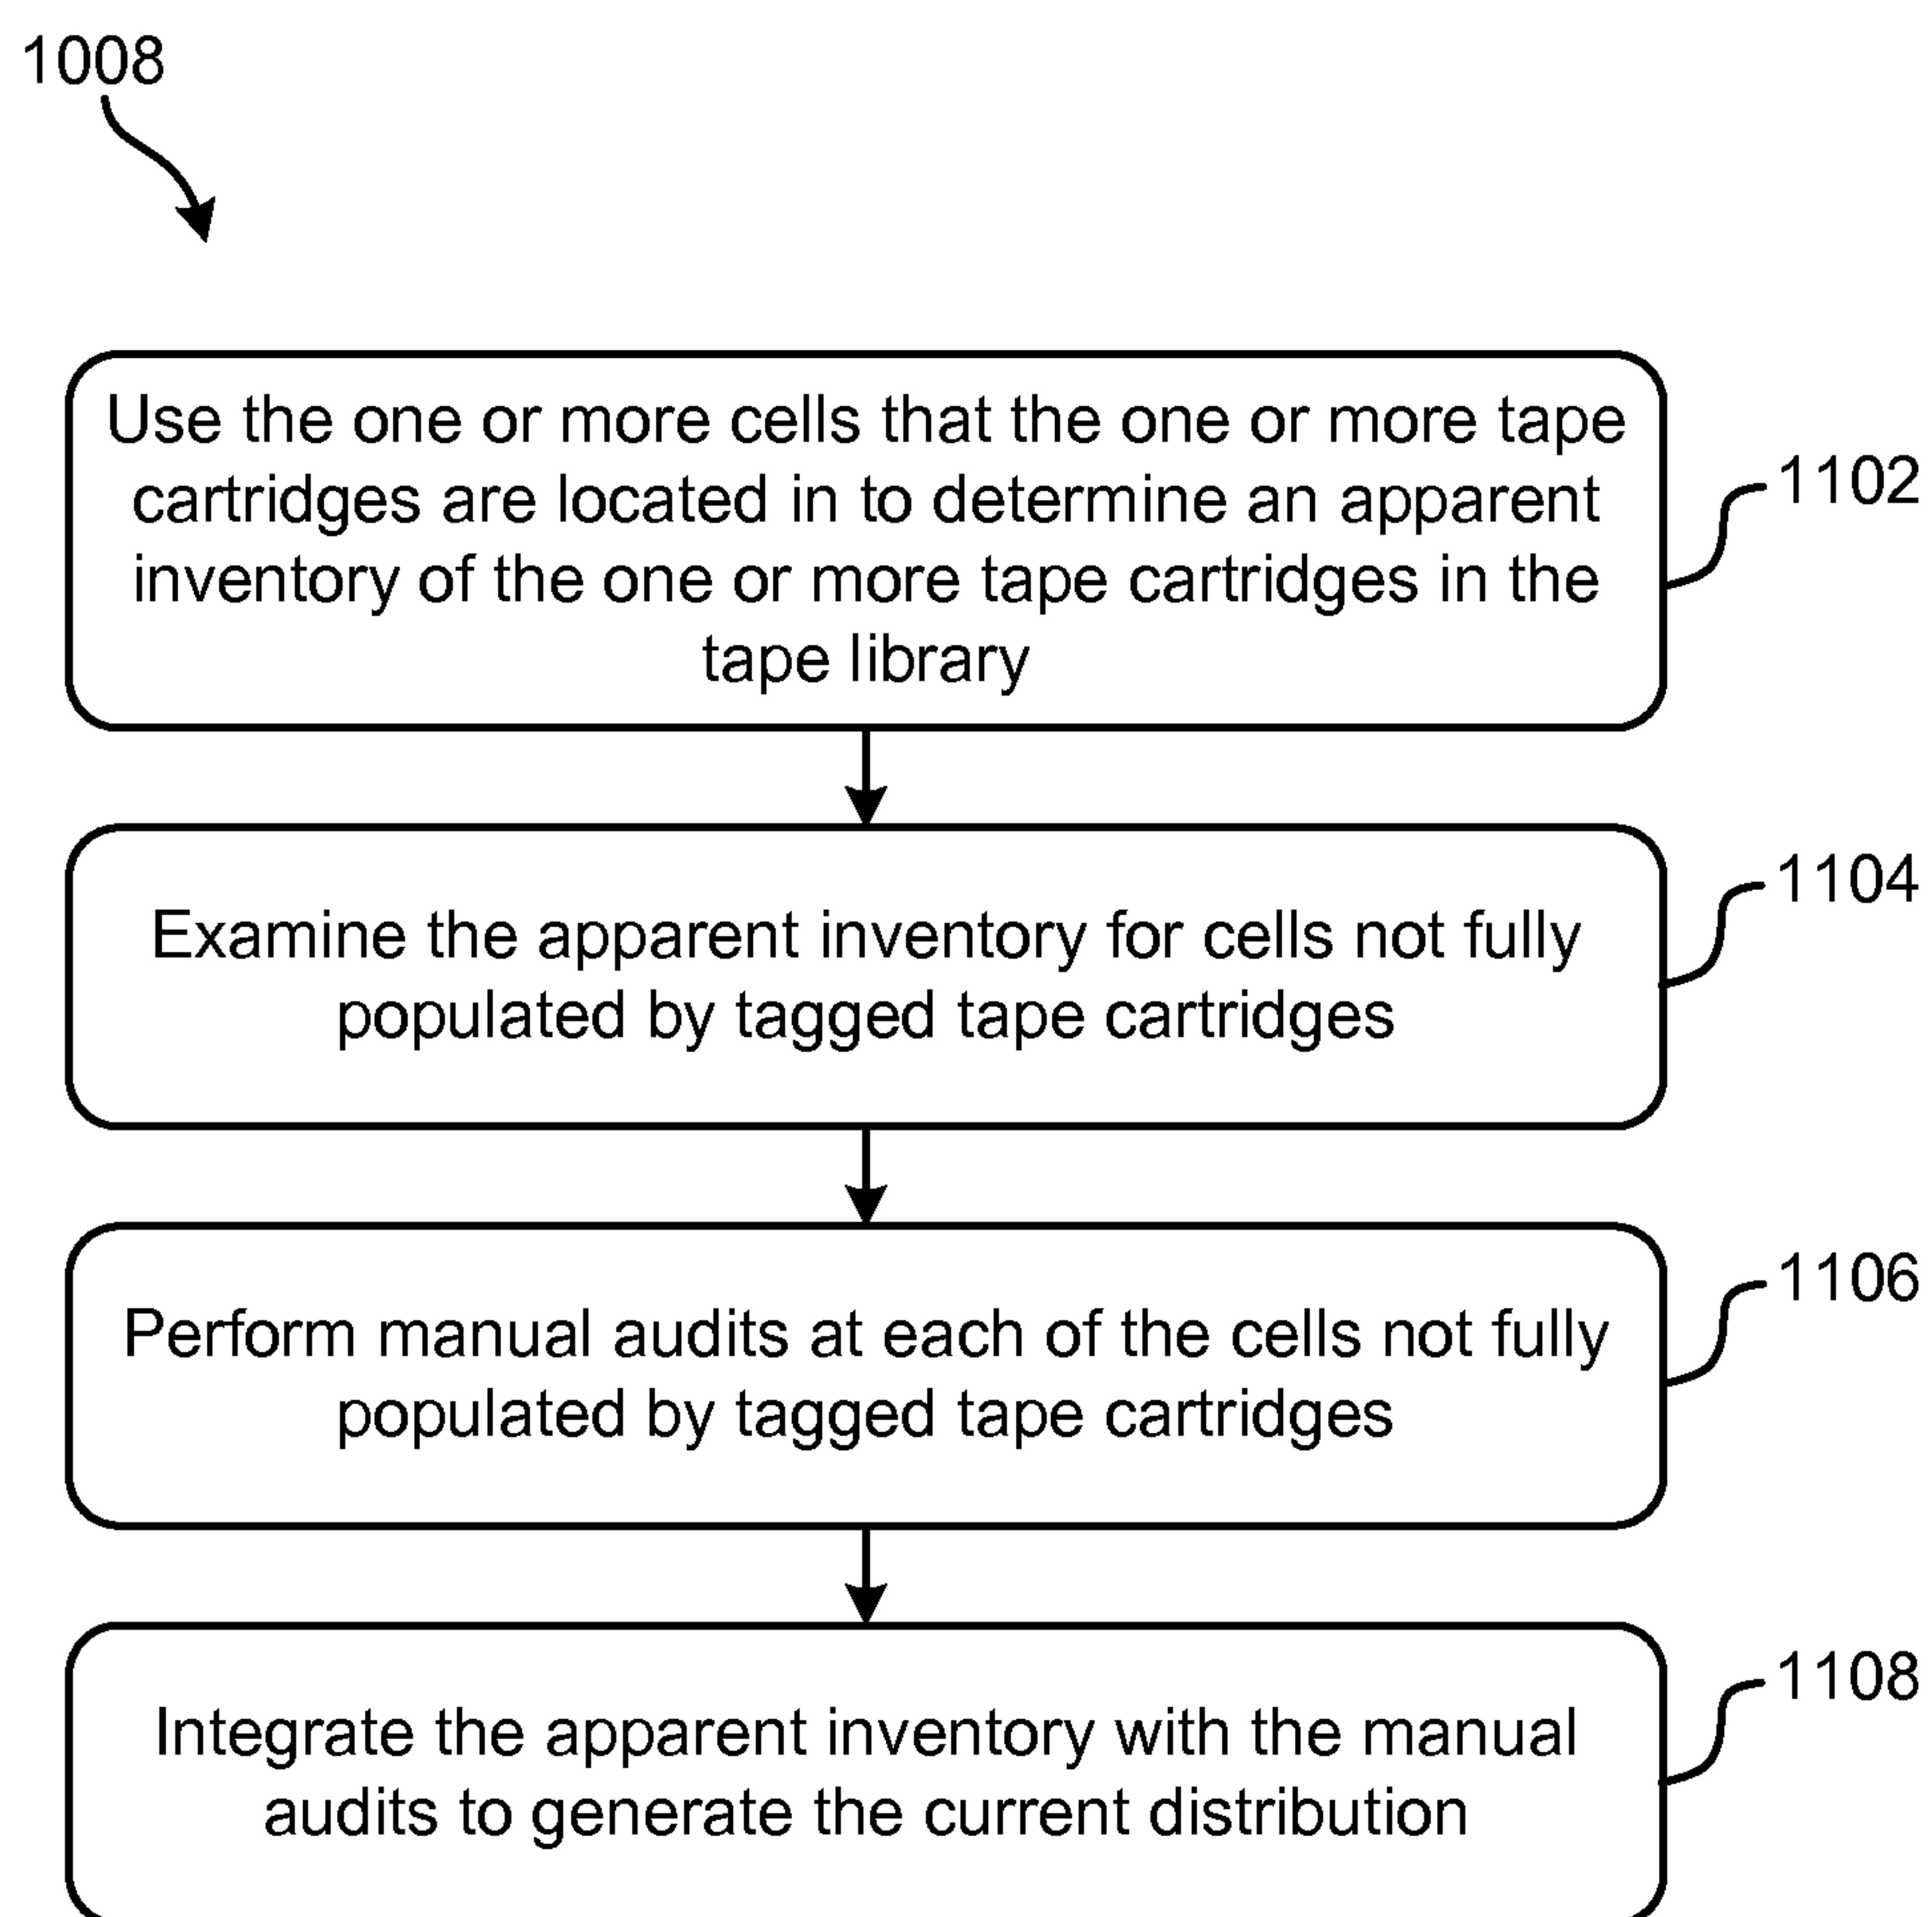 1008
Use the one or more cells that the one or more tape
cartridges are located in to determine an apparent
inventory of the one or more tape cartridges in the
tape library
1102
Examine the apparent inventory for cells not fully
populated by tagged tape cartridges
1104
Perform manual audits at each of the cells not fully
populated by tagged tape cartridges
1106
Integrate the apparent inventory with the manual
audits to generate the current distribution
1108